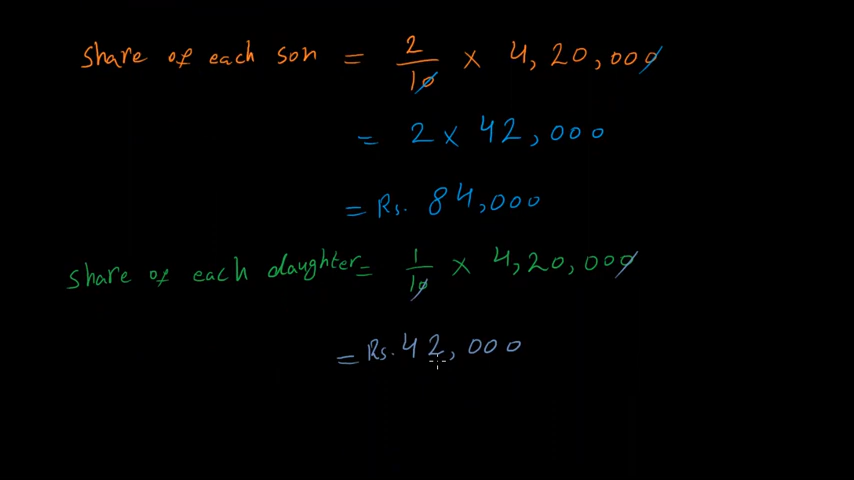 Share of each son = 2/10 × 4,20,000
= 2 × 42,000
= Rs. 84,000
Share of each daughter = 1/10 × 4,20,000
= Rs. 42,000